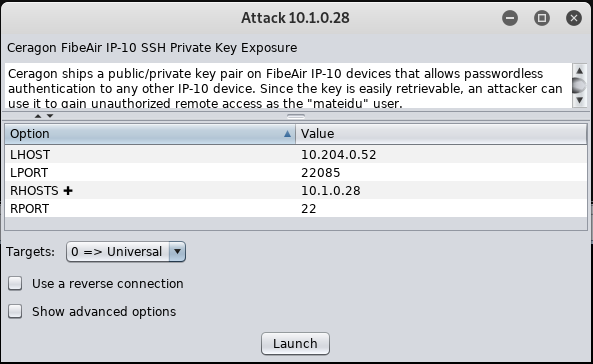 Attack 10.1.0.28
Ceragon FibeAir IP-10 SSH Private Key Exposure
Ceragon ships a public/private key pair on FibeAir IP-10 devices that allows passwordless
authentication to any other IP-10 device. Since the key is easily retrievable, an attacker can
use it to gain unauthorized remote access as the "mateidu" user.
Option Value
LHOST 10.204.0.52
LPORT 22085
RHOSTS ✚ 10.1.0.28
RPORT 22
Targets: 0 => Universal
Use a reverse connection
Show advanced options
Launch